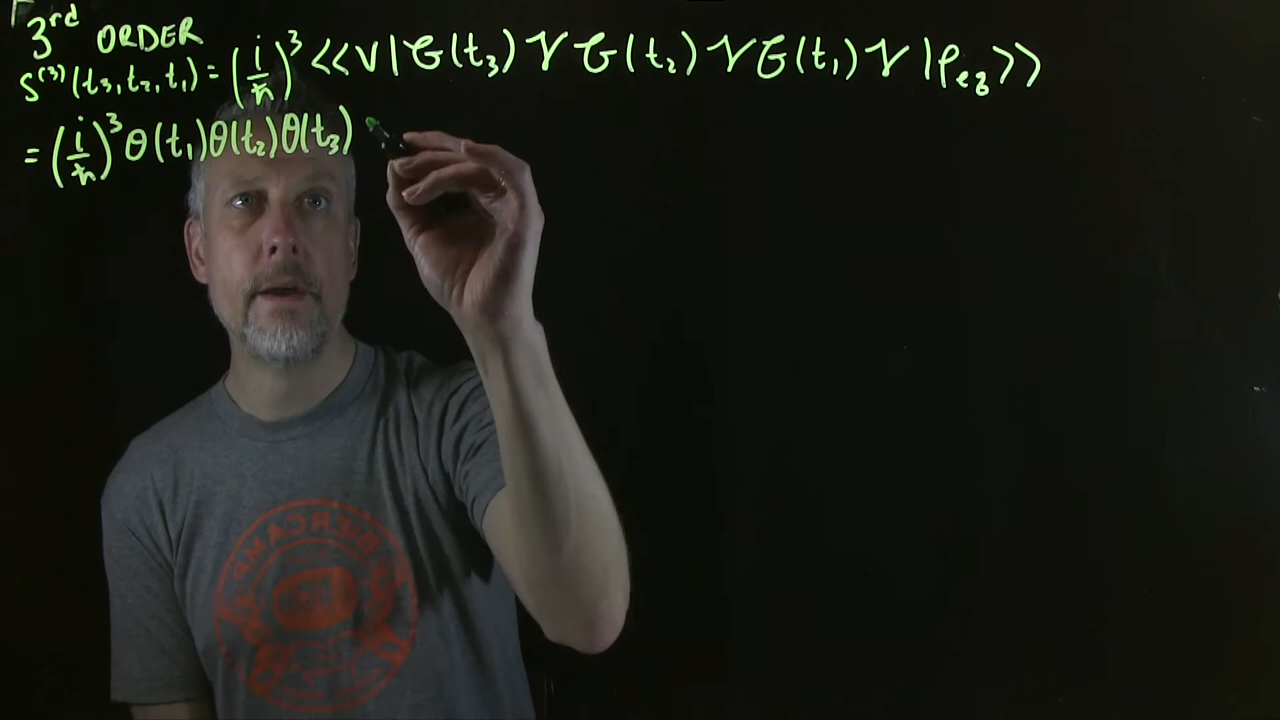 3rd ORDER
S⁽³⁾(t₃,t₂,t₁) = (i/ħ)³ <<V|𝒢(t₃) 𝒱 𝒢(t₂) 𝒱 𝒢(t₁) 𝒱 |ρeq>>
= (i/ħ)³ θ(t₁)θ(t₂)θ(t₃)